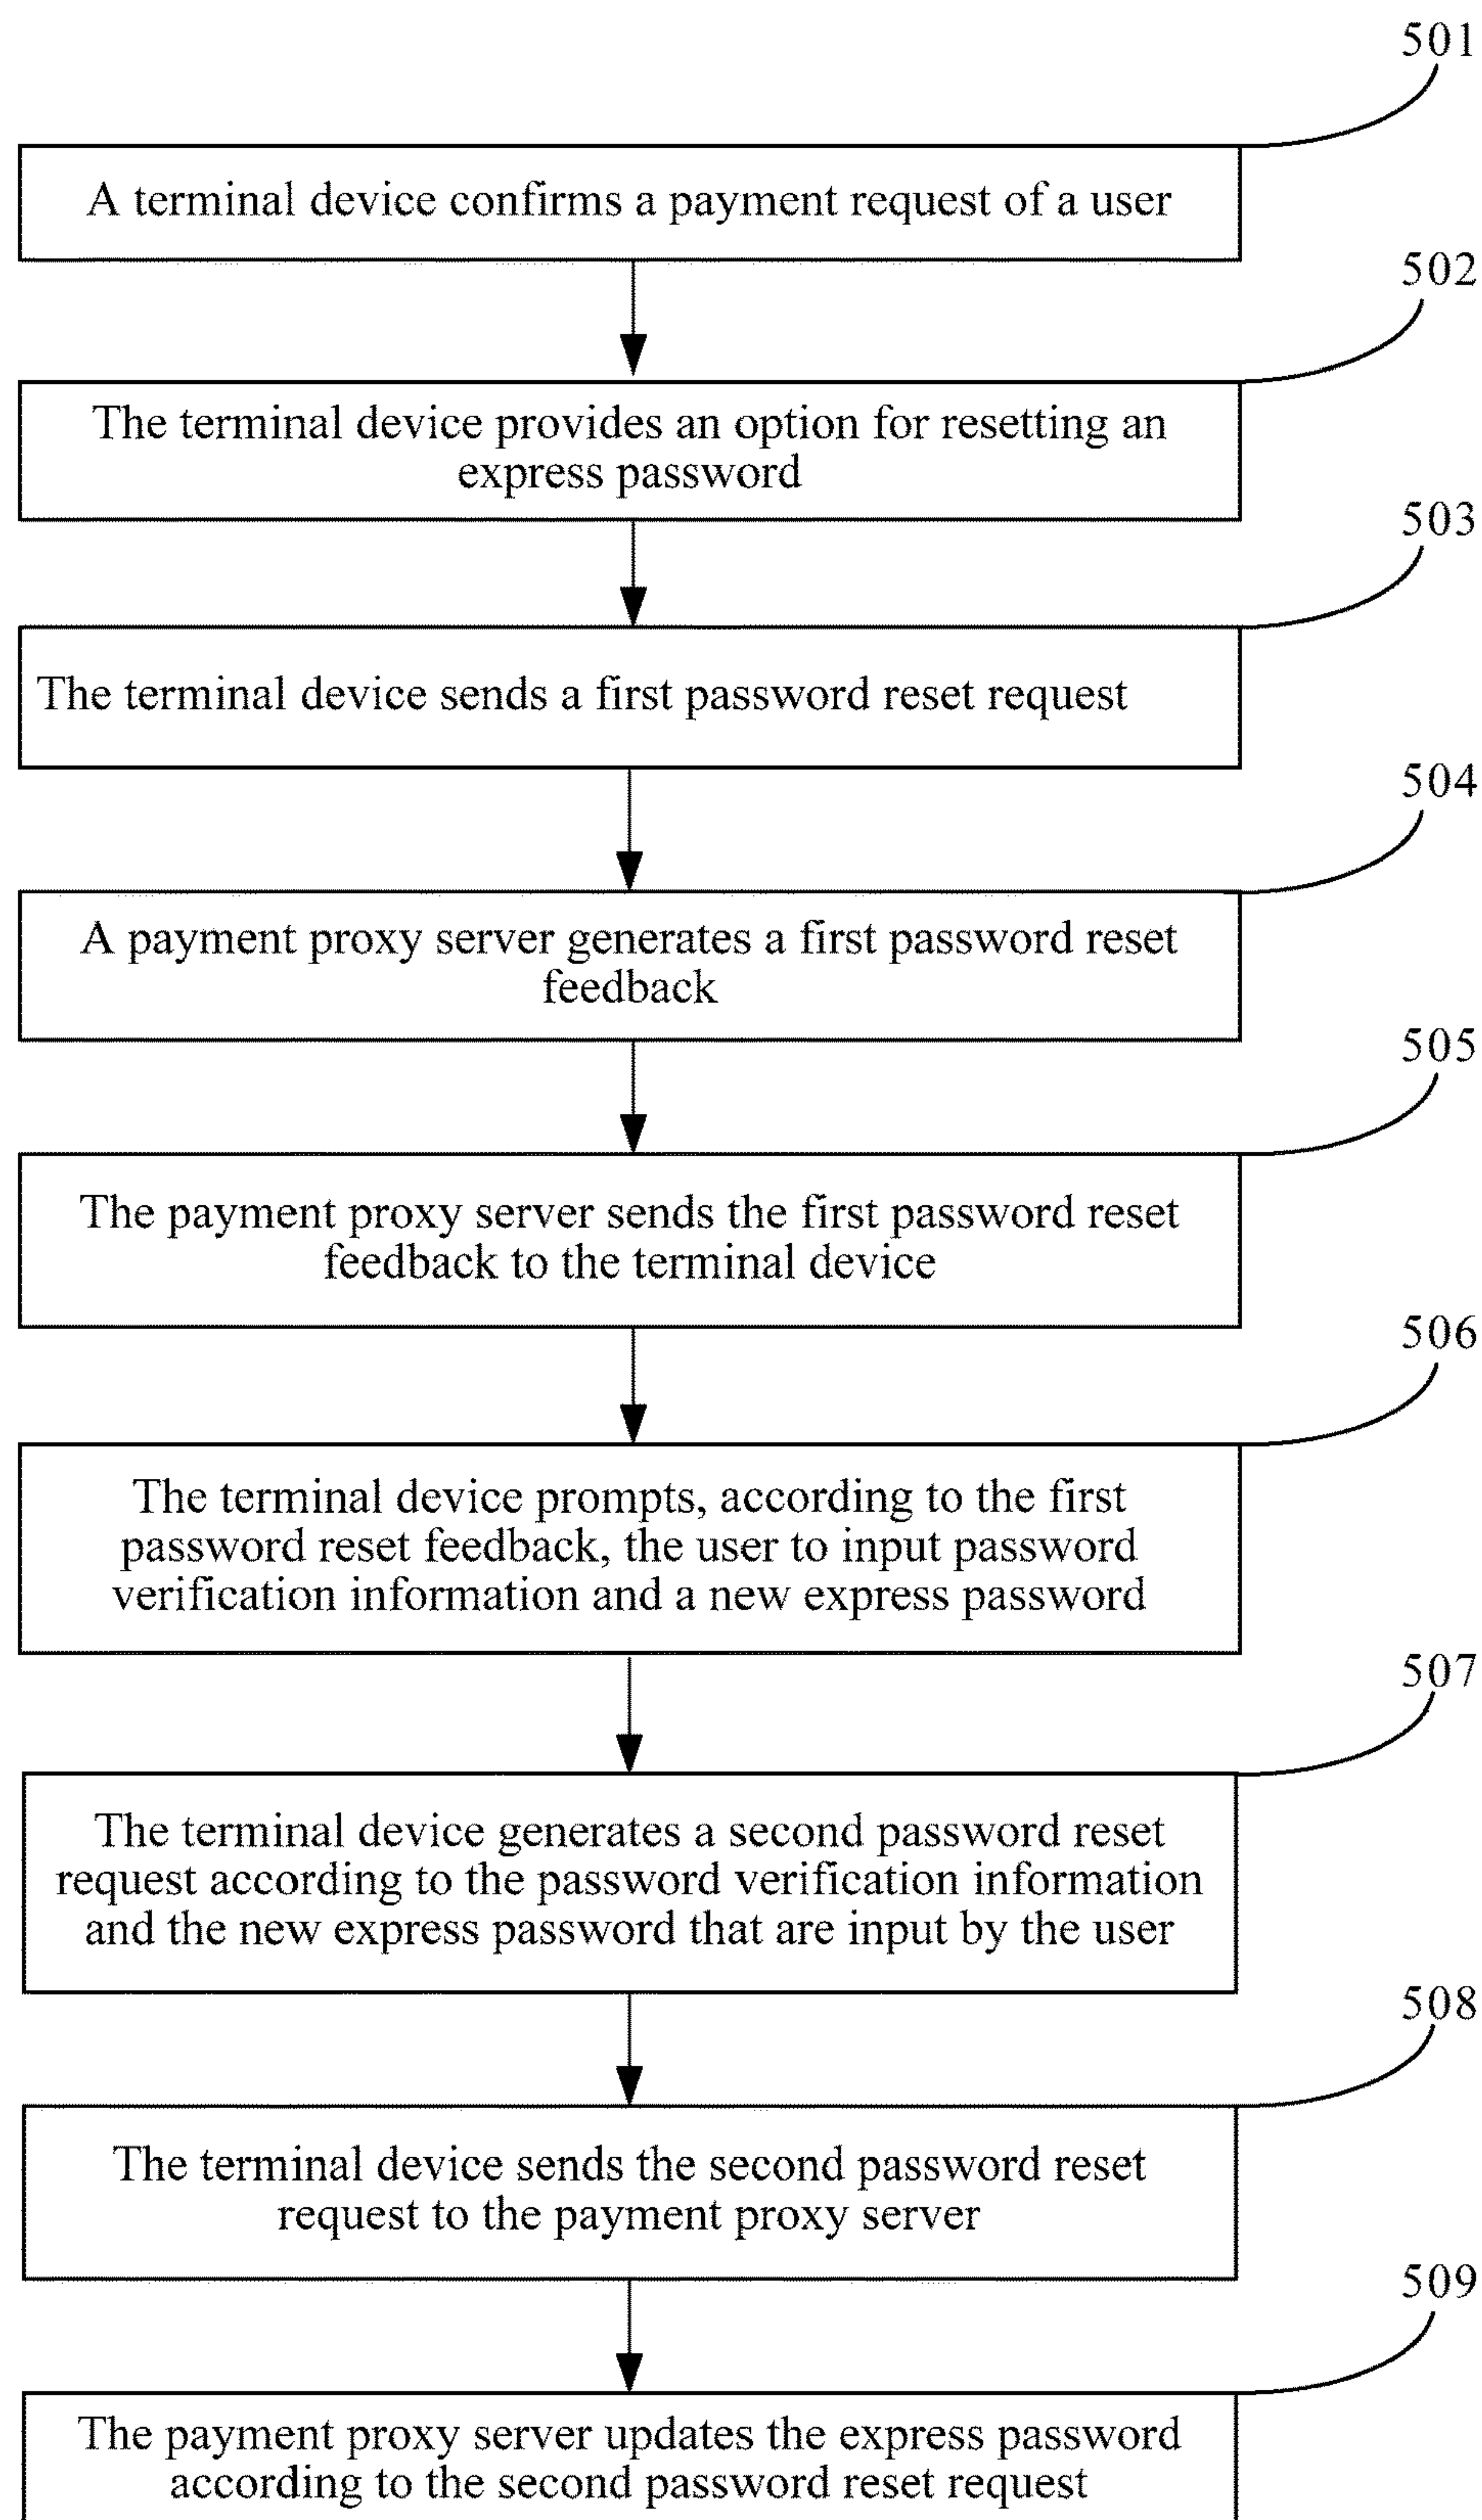 501
A terminal device confirms a payment request of a user
502
The terminal device provides an option for resetting an
express password
503
The terminal device sends a first password reset request
504
A payment proxy server generates a first password reset
feedback
505
The payment proxy server sends the first password reset
feedback to the terminal device
506
The terminal device prompts, according to the first
password reset feedback, the user to input password
verification information and a new express password
507
The terminal device generates a second password reset
request according to the password verification information
and the new express password that are input by the user
508
The terminal device sends the second password reset
request to the payment proxy server
509
The payment proxy server updates the express password
according to the second password reset request